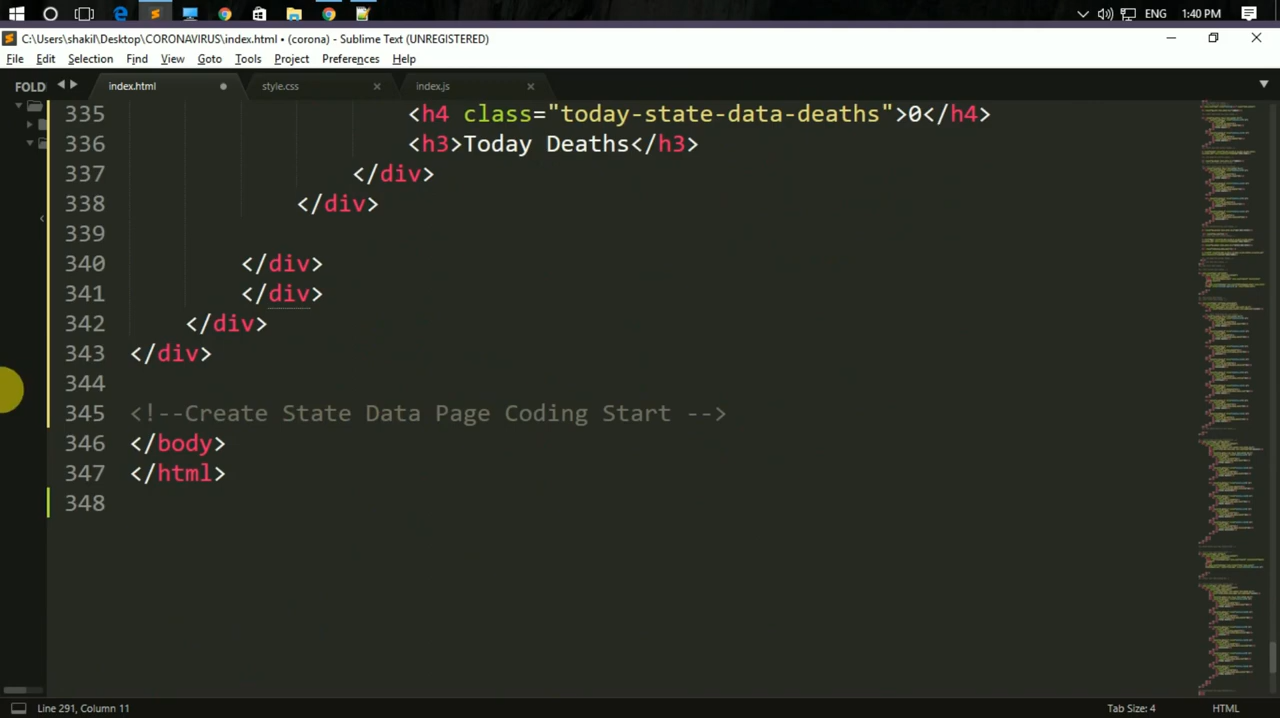 ENG 1:40 PM
C:\Users\shakil\Desktop\CORONAVIRUS\index.html • (corona) - Sublime Text (UNREGISTERED)
File Edit Selection Find View Goto Tools Project Preferences Help
FOLD index.html style.css index.js
335 <h4 class="today-state-data-deaths">0</h4>
336 <h3>Today Deaths</h3>
337 </div>
338 </div>
339
340 </div>
341 </div>
342 </div>
343 </div>
344
345 <!--Create State Data Page Coding Start -->
346 </body>
347 </html>
348
Line 291, Column 11 Tab Size: 4 HTML